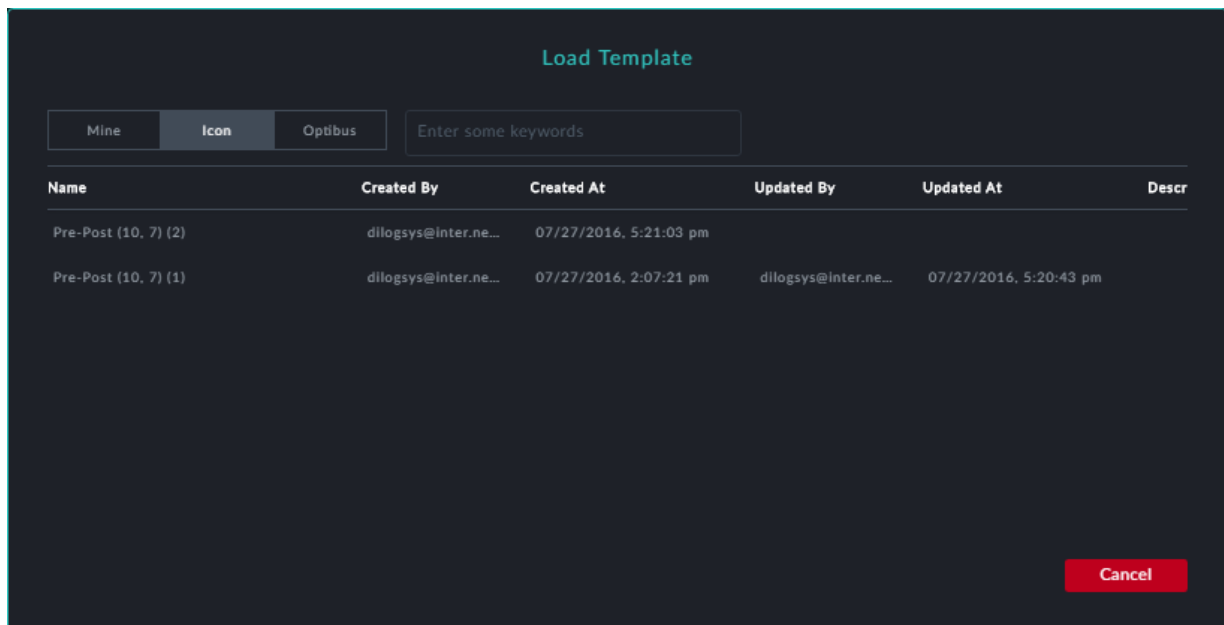 Load Template
Mine Icon Optibus Enter some keywords
Name Created By Created At Updated By Updated At Descr
Pre-Post (10, 7) (2) dilogsys@inter.ne... 07/27/2016, 5:21:03 pm
Pre-Post (10, 7) (1) dilogsys@inter.ne... 07/27/2016, 2:07:21 pm dilogsys@inter.ne... 07/27/2016, 5:20:43 pm
Cancel